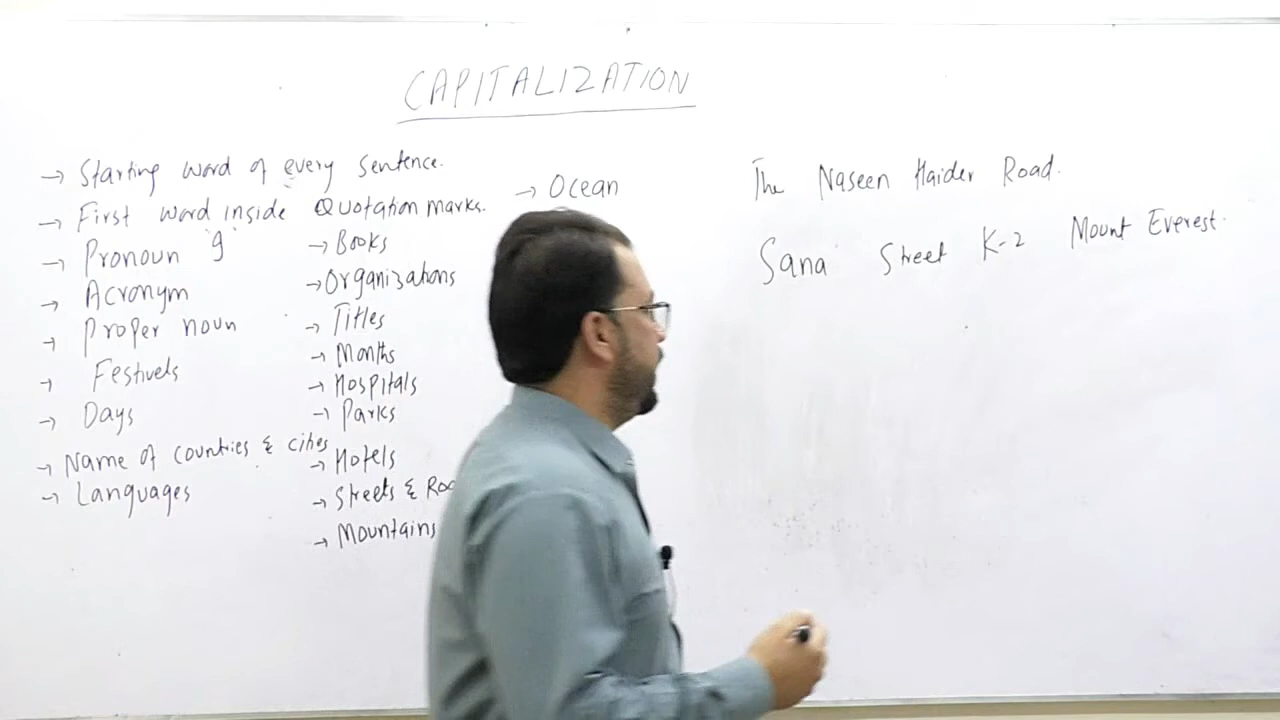 CAPITALIZATION
→ Starting word of every sentence.
→ First word inside Quotation marks.
→ Pronoun "I"
→ Acronym
→ Proper noun
→ Festivels
→ Days
→ Name of countries & cities
→ Languages
→ Books
→ Organizations
→ Titles
→ Months
→ Hospitals
→ Parks
→ Hotels
→ Streets &
→ Mountains
→ Ocean
The Naseen Haider Road.
Sana Street K-2 Mount Everest.